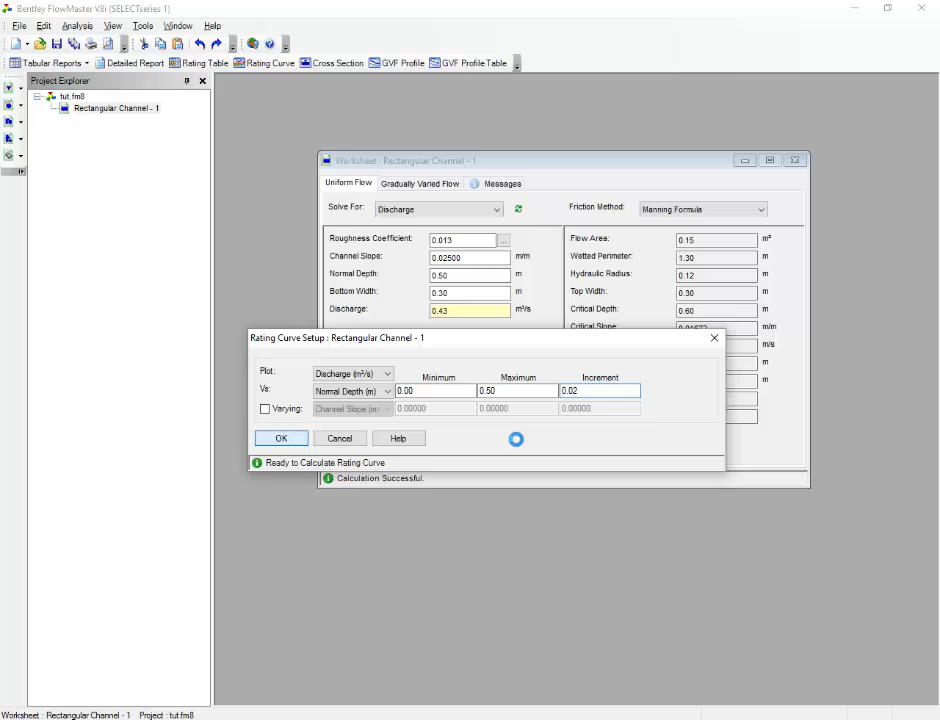 Bentley FlowMaster V8i (SELECTseries 1)
File Edit Analysis View Tools Window Help
Tabular Reports Detailed Report Rating Table Rating Curve Cross Section GVF Profile GVF Profile Table
Project Explorer
tut.fm8
Rectangular Channel - 1
Worksheet : Rectangular Channel - 1
Uniform Flow Gradually Varied Flow Messages
Solve For: Discharge Friction Method: Manning Formula
Roughness Coefficient: 0.013 ... Flow Area: 0.15 m²
Channel Slope: 0.02500 m/m Wetted Perimeter: 1.30 m
Normal Depth: 0.50 m Hydraulic Radius: 0.12 m
Bottom Width: 0.30 m Top Width: 0.30 m
Discharge: 0.43 m³/s Critical Depth: 0.60 m
Critical Slope: 0.01672 m/m
m/s
m
m
Rating Curve Setup : Rectangular Channel - 1
Plot: Discharge (m³/s) Minimum Maximum Increment
Vs: Normal Depth (m) 0.00 0.50 0.02
Varying: Channel Slope (m/ 0.00000 0.00000 0.00000
OK Cancel Help
Ready to Calculate Rating Curve
Calculation Successful.
Worksheet : Rectangular Channel - 1 Project : tut.fm8